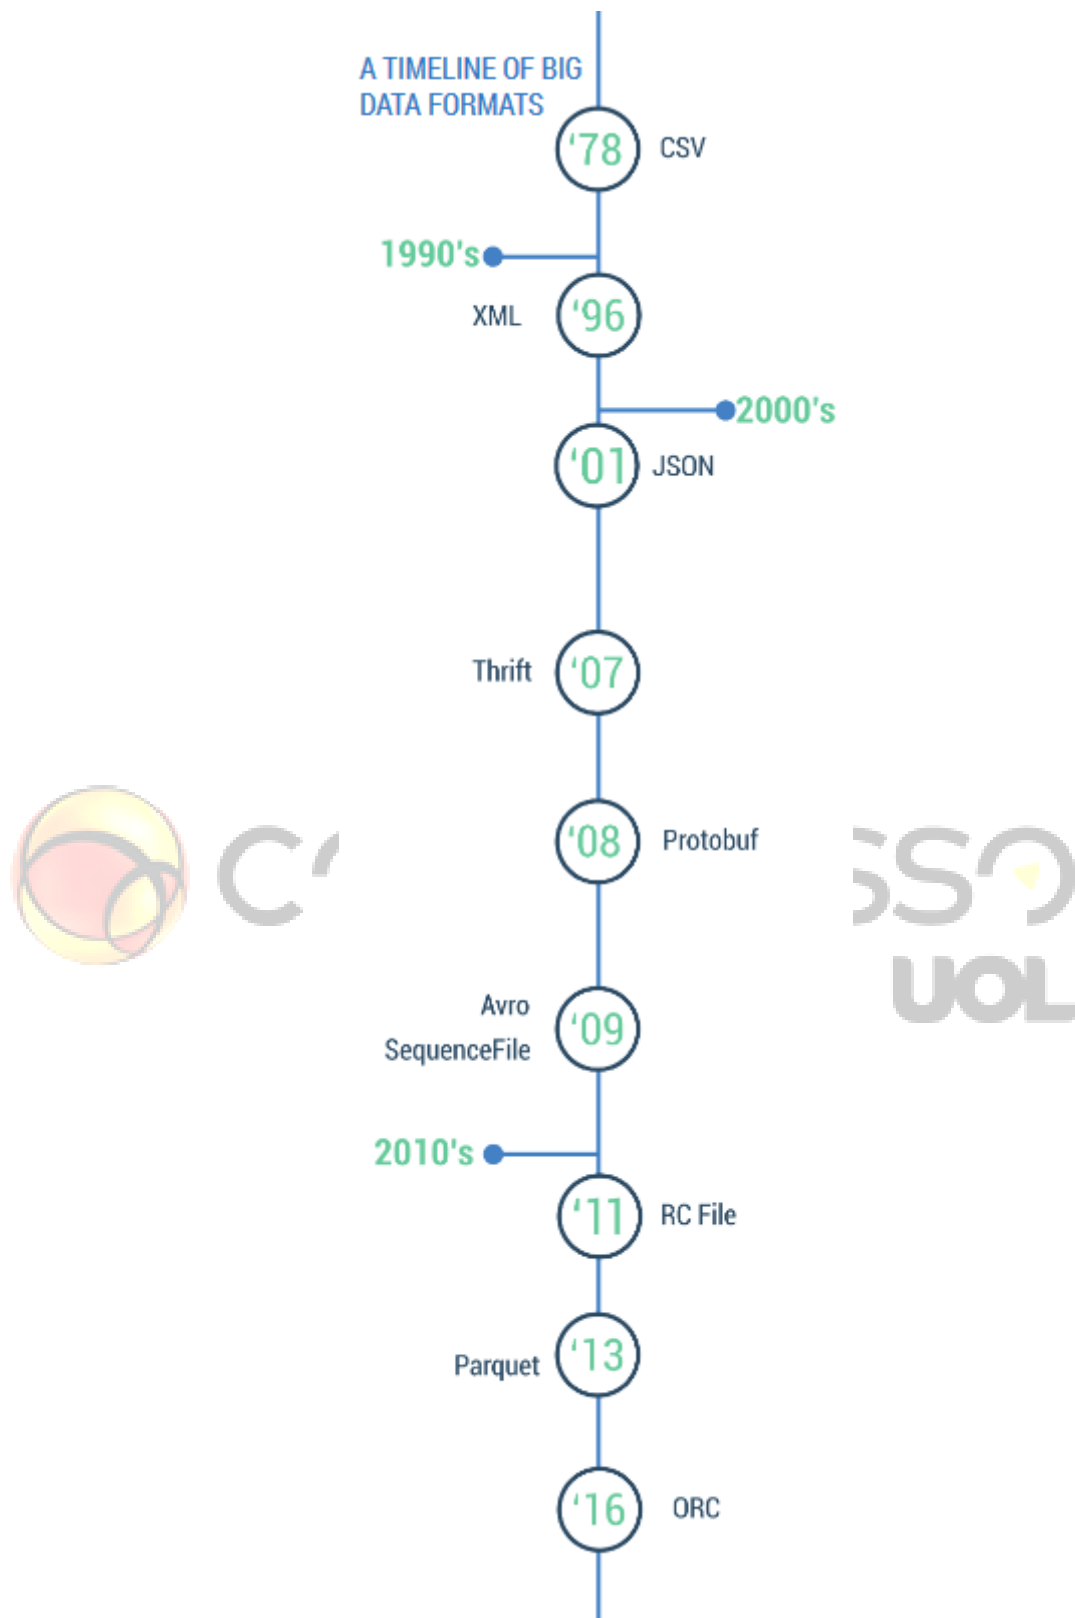 A TIMELINE OF BIG
DATA FORMATS
‘78 CSV
1990's
XML ‘96
2000's
‘01 JSON
Thrift ‘07
‘08 Protobuf
Avro
SequenceFile
‘09
UOL
2010's
‘11 RC File
Parquet ‘13
‘16 ORC